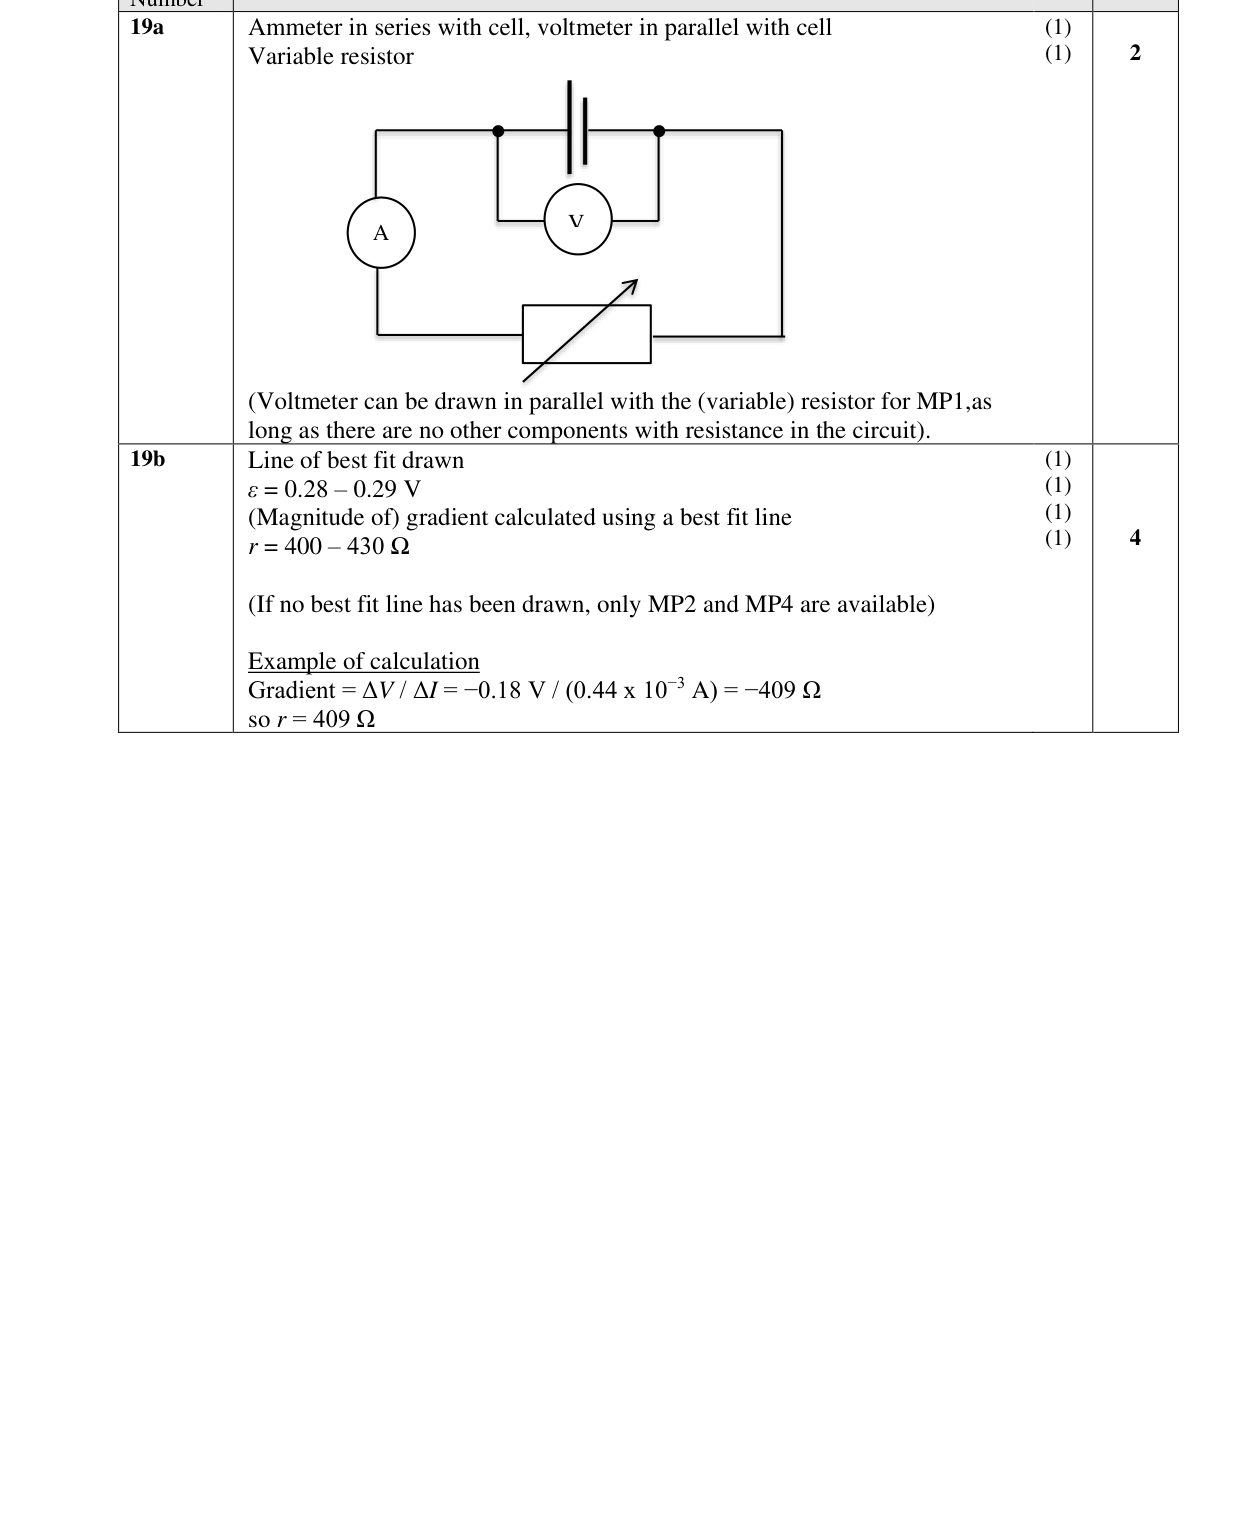 Number
19a
Ammeter in series with cell, voltmeter in parallel with cell (1)
Variable resistor (1)
2
A
V
(Voltmeter can be drawn in parallel with the (variable) resistor for MP1,as
long as there are no other components with resistance in the circuit).
19b
Line of best fit drawn (1)
ε = 0.28 – 0.29 V (1)
(Magnitude of) gradient calculated using a best fit line (1)
r = 400 – 430 Ω (1)
4
(If no best fit line has been drawn, only MP2 and MP4 are available)
Example of calculation
Gradient = ΔV / ΔI = −0.18 V / (0.44 x 10⁻³ A) = −409 Ω
so r = 409 Ω